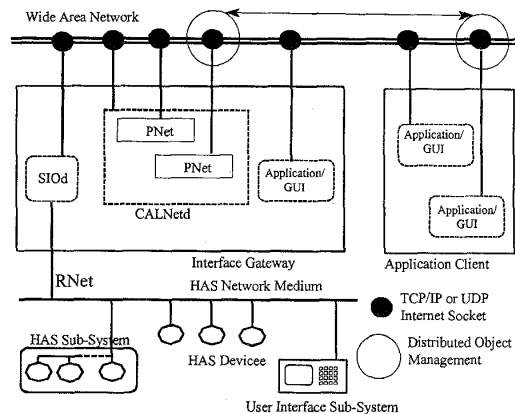 Wide Area Network
PNet
PNet
SIOd
CALNetd
Application/
GUI
Application/
GUI
Application/
GUI
Interface Gateway
Application Client
RNet
HAS Network Medium
TCP/IP or UDP
Internet Socket
HAS Sub-System
HAS Devicee
Distributed Object
Management
User Interface Sub-System